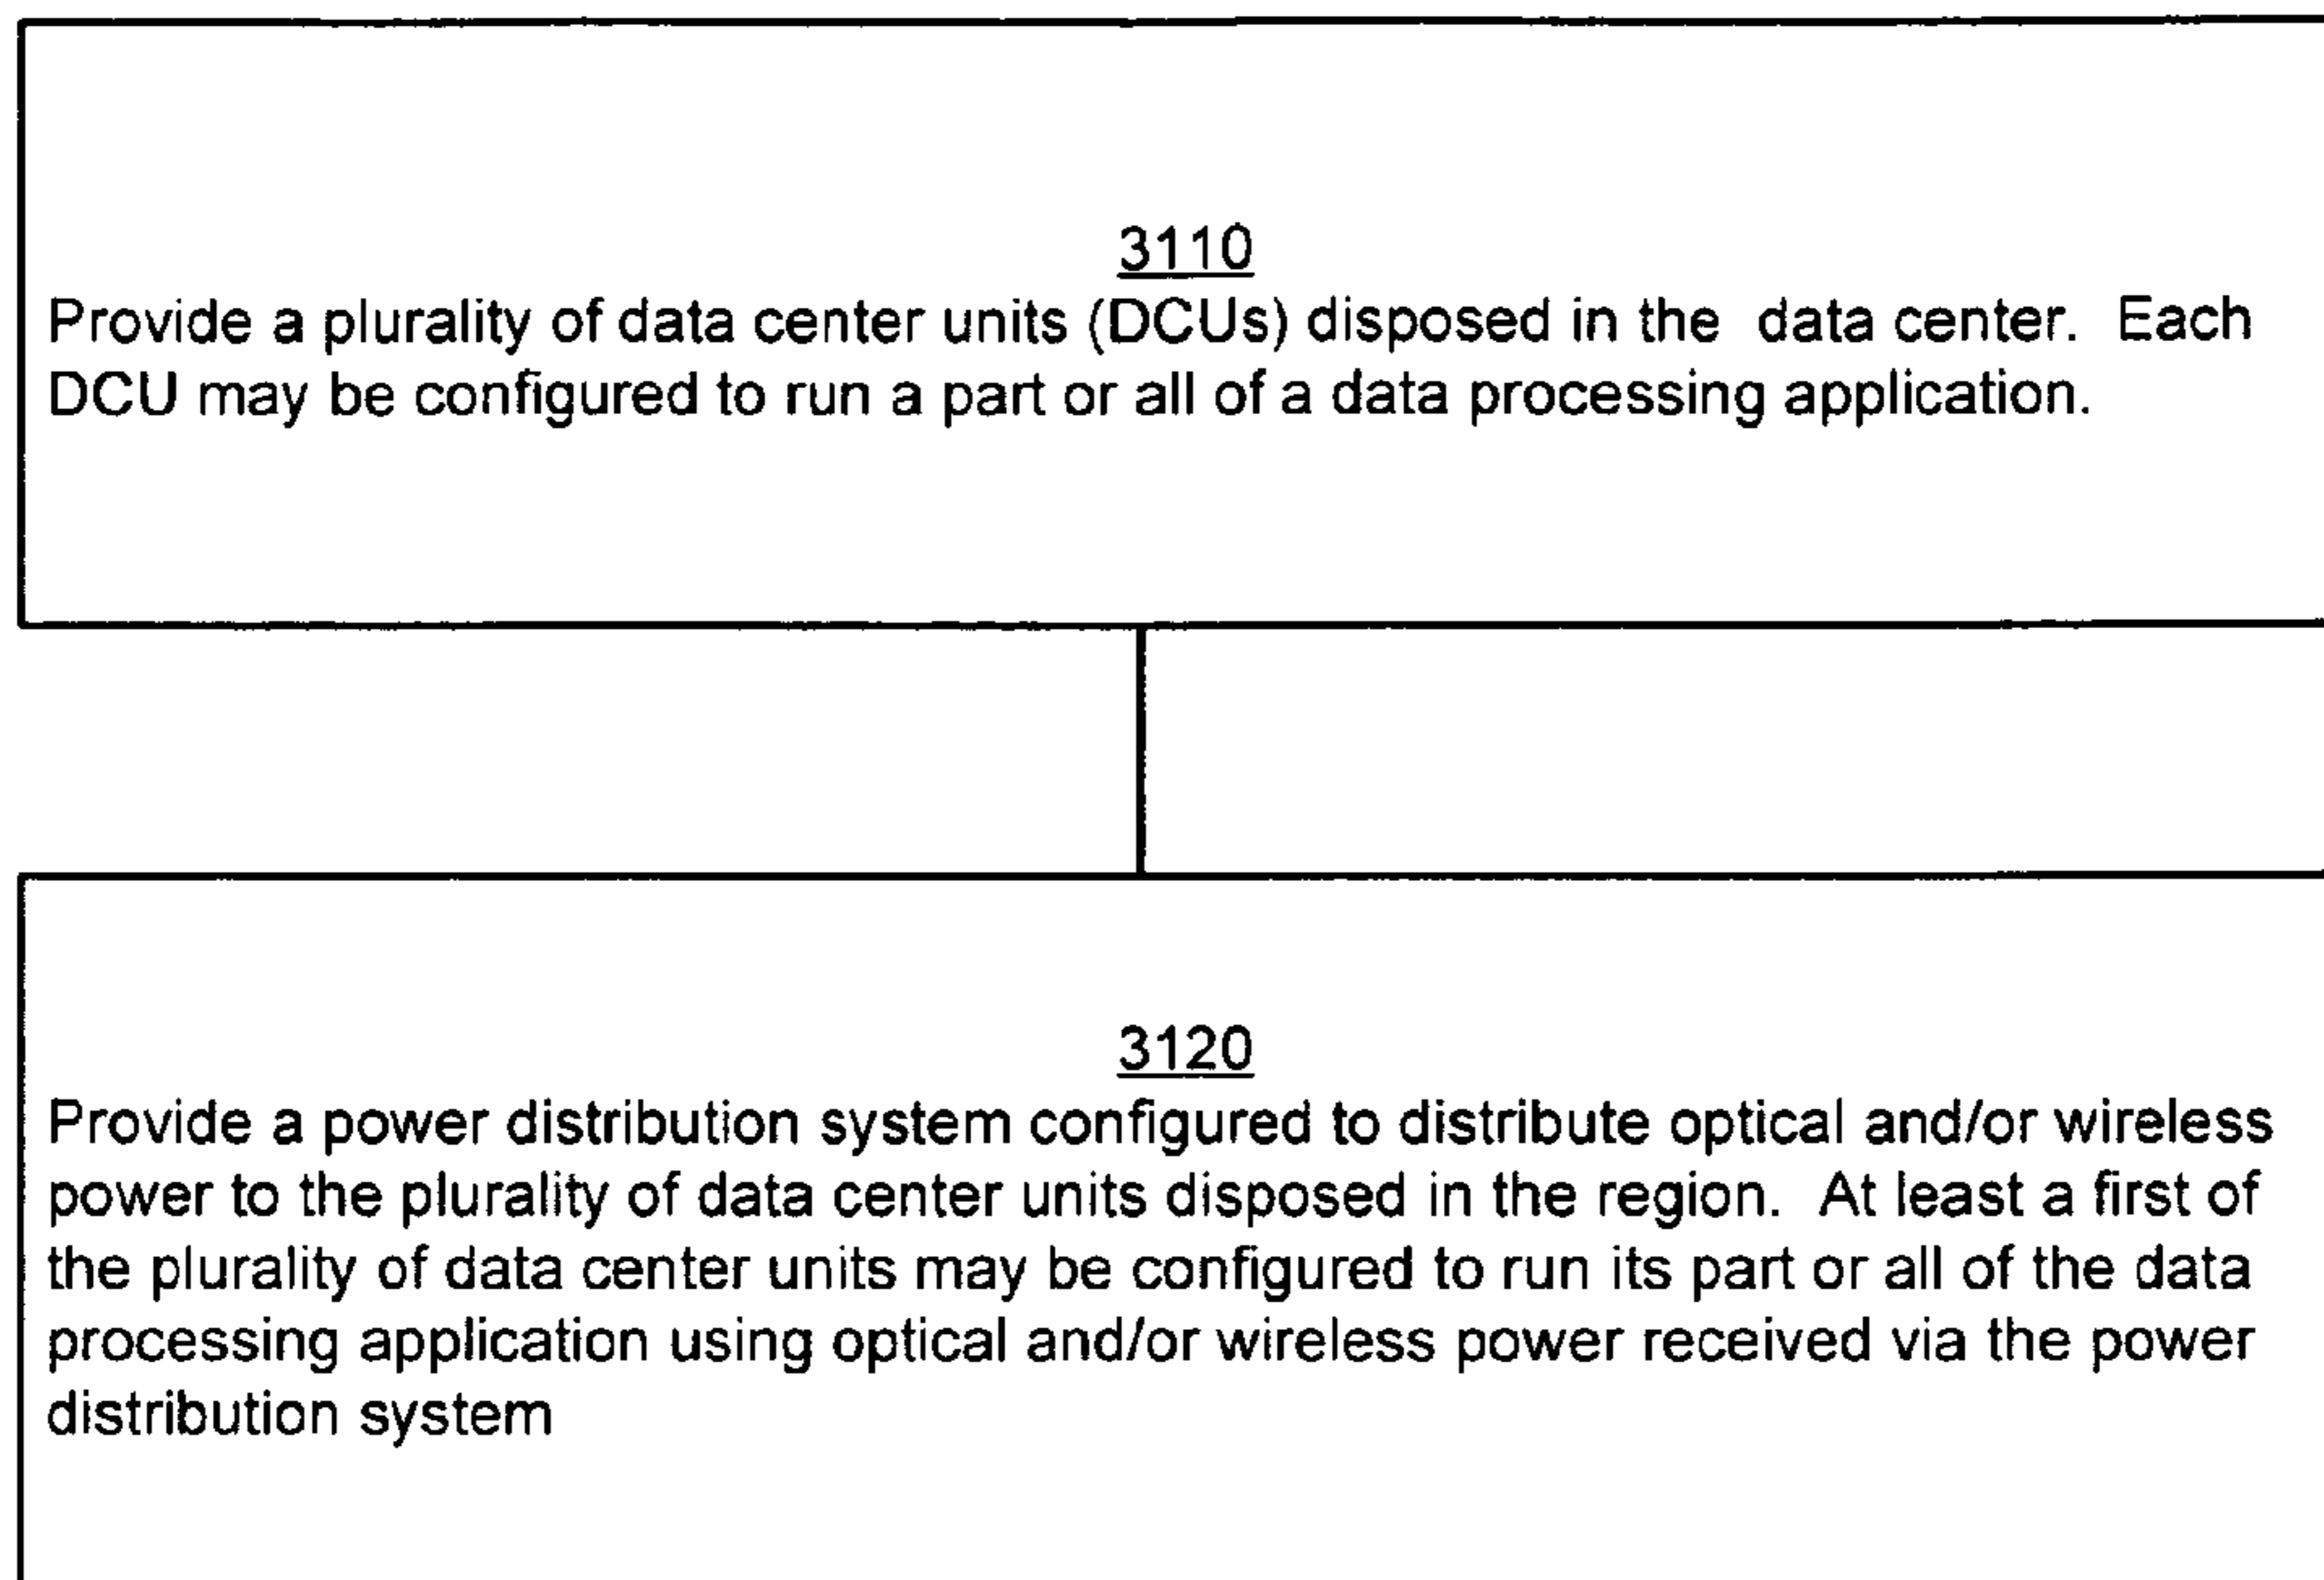 3110
Provide a plurality of data center units (DCUs) disposed in the data center. Each
DCU may be configured to run a part or all of a data processing application.
3120
Provide a power distribution system configured to distribute optical and/or wireless
power to the plurality of data center units disposed in the region. At least a first of
the plurality of data center units may be configured to run its part or all of the data
processing application using optical and/or wireless power received via the power
distribution system